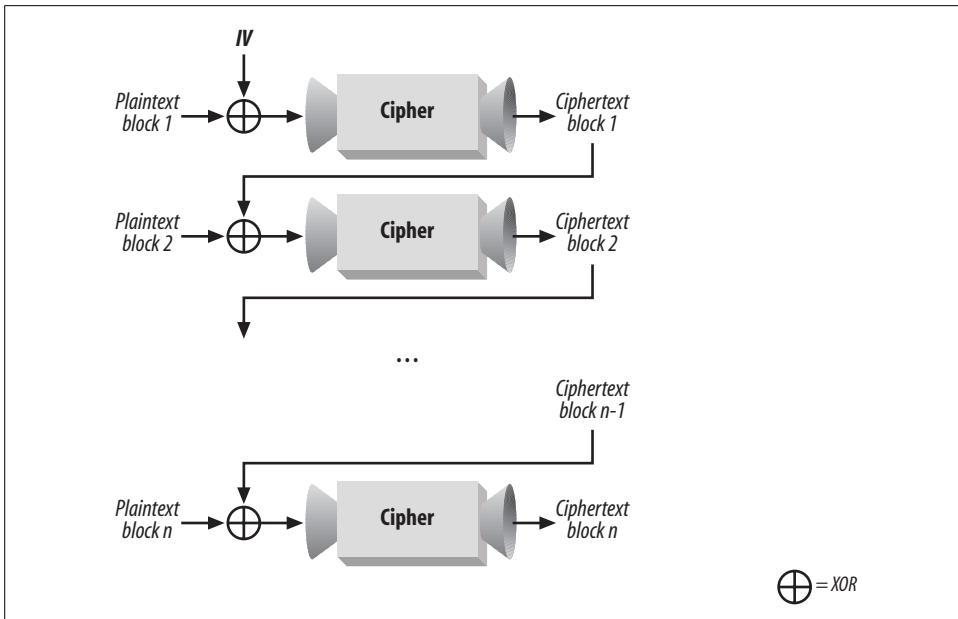 IV
Plaintext
block 1
Cipher
Ciphertext
block 1
Plaintext
block 2
Cipher
Ciphertext
block 2
...
Ciphertext
block n-1
Plaintext
block n
Cipher
Ciphertext
block n
= XOR